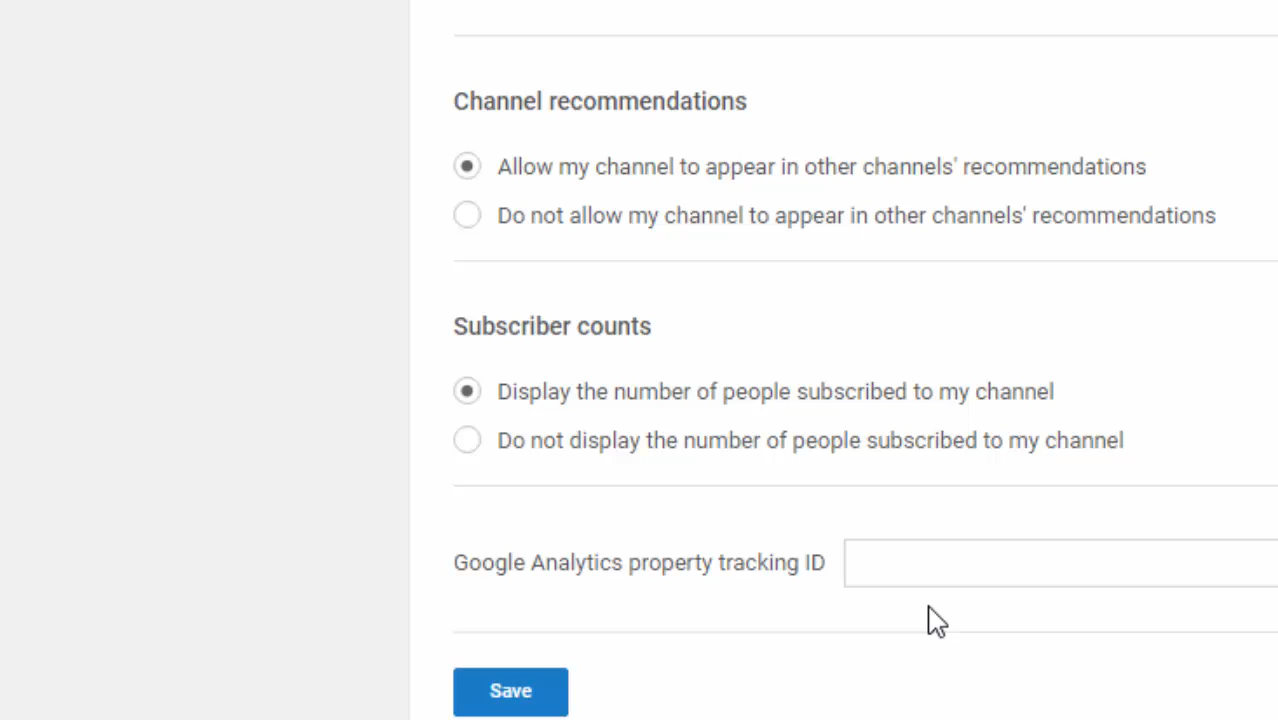 Channel recommendations
Allow my channel to appear in other channels' recommendations
Do not allow my channel to appear in other channels' recommendations
Subscriber counts
Display the number of people subscribed to my channel
Do not display the number of people subscribed to my channel
Google Analytics property tracking ID
Save